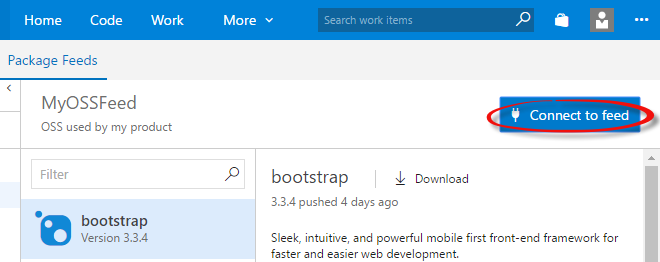 Home Code Work More Search work items
Package Feeds
MyOSSFeed
OSS used by my product
Connect to feed
Filter
bootstrap
Version 3.3.4
bootstrap Download
3.3.4 pushed 4 days ago
Sleek, intuitive, and powerful mobile first front-end framework for
faster and easier web development.